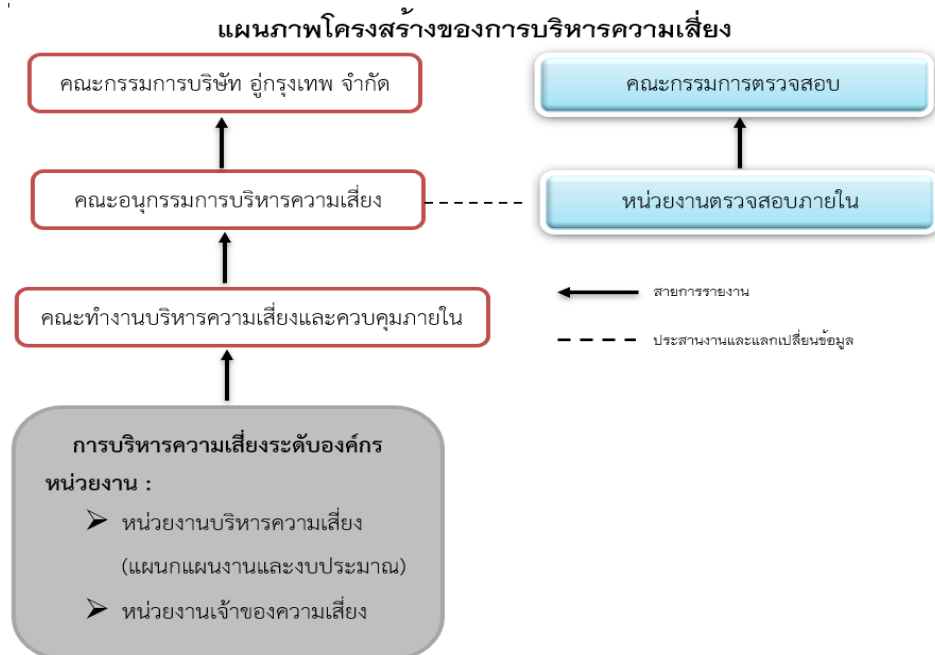 แผนภาพโครงสร้างของการบริหารความเสี่ยง
คณะกรรมการบริษัท อู่กรุงเทพ จำกัด
คณะกรรมการตรวจสอบ
คณะอนุกรรมการบริหารความเสี่ยง
หน่วยงานตรวจสอบภายใน
คณะทำงานบริหารความเสี่ยงและควบคุมภายใน
สายการรายงาน
ประสานงานและแลกเปลี่ยนข้อมูล
การบริหารความเสี่ยงระดับองค์กร
หน่วยงาน :
➤ หน่วยงานบริหารความเสี่ยง
(แผนกแผนงานและงบประมาณ)
➤ หน่วยงานเจ้าของความเสี่ยง